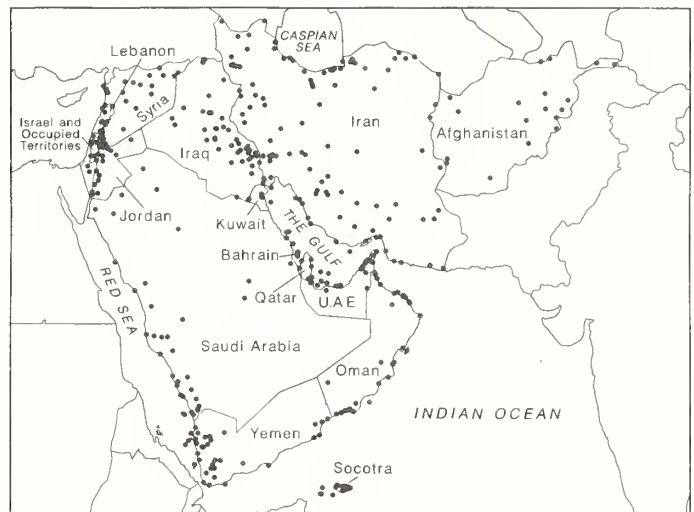 Lebanon
CASPIAN
SEA
Syria
Israel and
Occupied
Territories
Iran
Afghanistan
Iraq
Jordan
Kuwait
THE GULF
Bahrain
Qatar
U.A.E
RED SEA
Saudi Arabia
Oman
INDIAN OCEAN
Yemen
Socotra